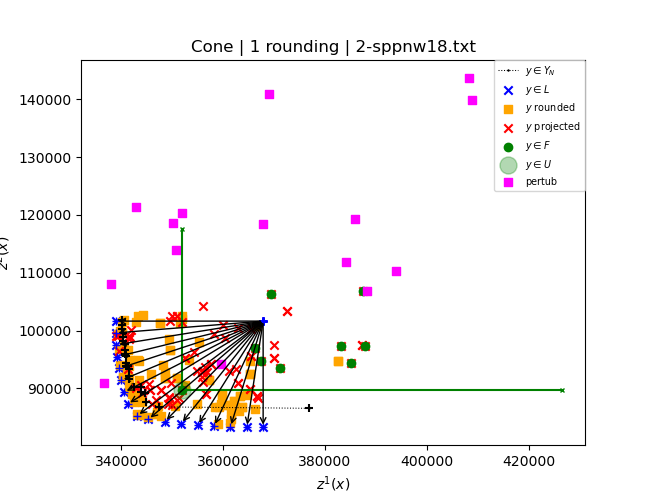 Cone | 1 rounding | 2-sppnw18.txt
z²(x)
140000
130000
120000
110000
100000
90000
340000 360000 380000 400000 420000
z¹(x)
y ∈ Y_N
y ∈ L
y rounded
y projected
y ∈ F
y ∈ U
pertub